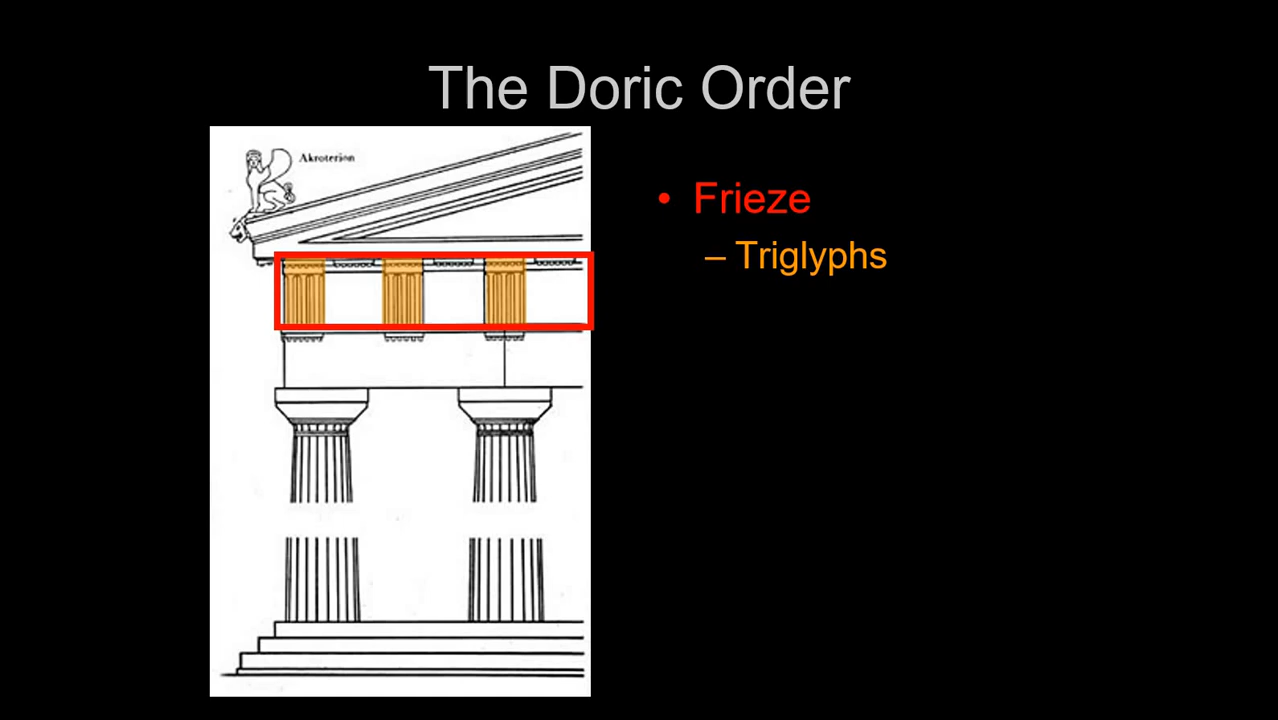 The Doric Order
Akroterion
• Frieze
– Triglyphs